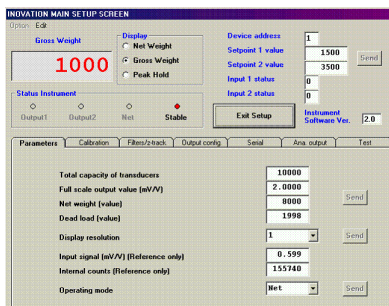 INOVATION MAIN SETUP SCREEN
Option Edit
Gross Weight
1000
Display
Net Weight
Gross Weight
Peak Hold
Device address 1
Setpoint 1 value 1500
Setpoint 2 value 3500
Send
Input 1 status 0
Input 2 status 0
Status Instrument
Output1 Output2 Net Stable
Exit Setup
Instrument
Software Ver. 2.0
Parameters Calibration Filters/z-track Output config Serial Ana. output Test
Total capacity of transducers 10000
Full scale output value (mV/V) 2.0000
Net weight (value) 8000
Send
Dead load (value) 1998
Display resolution 1 Send
Input signal (mV/V) (Reference only) 0.599
Internal counts (Reference only) 155740
Operating mode Net Send